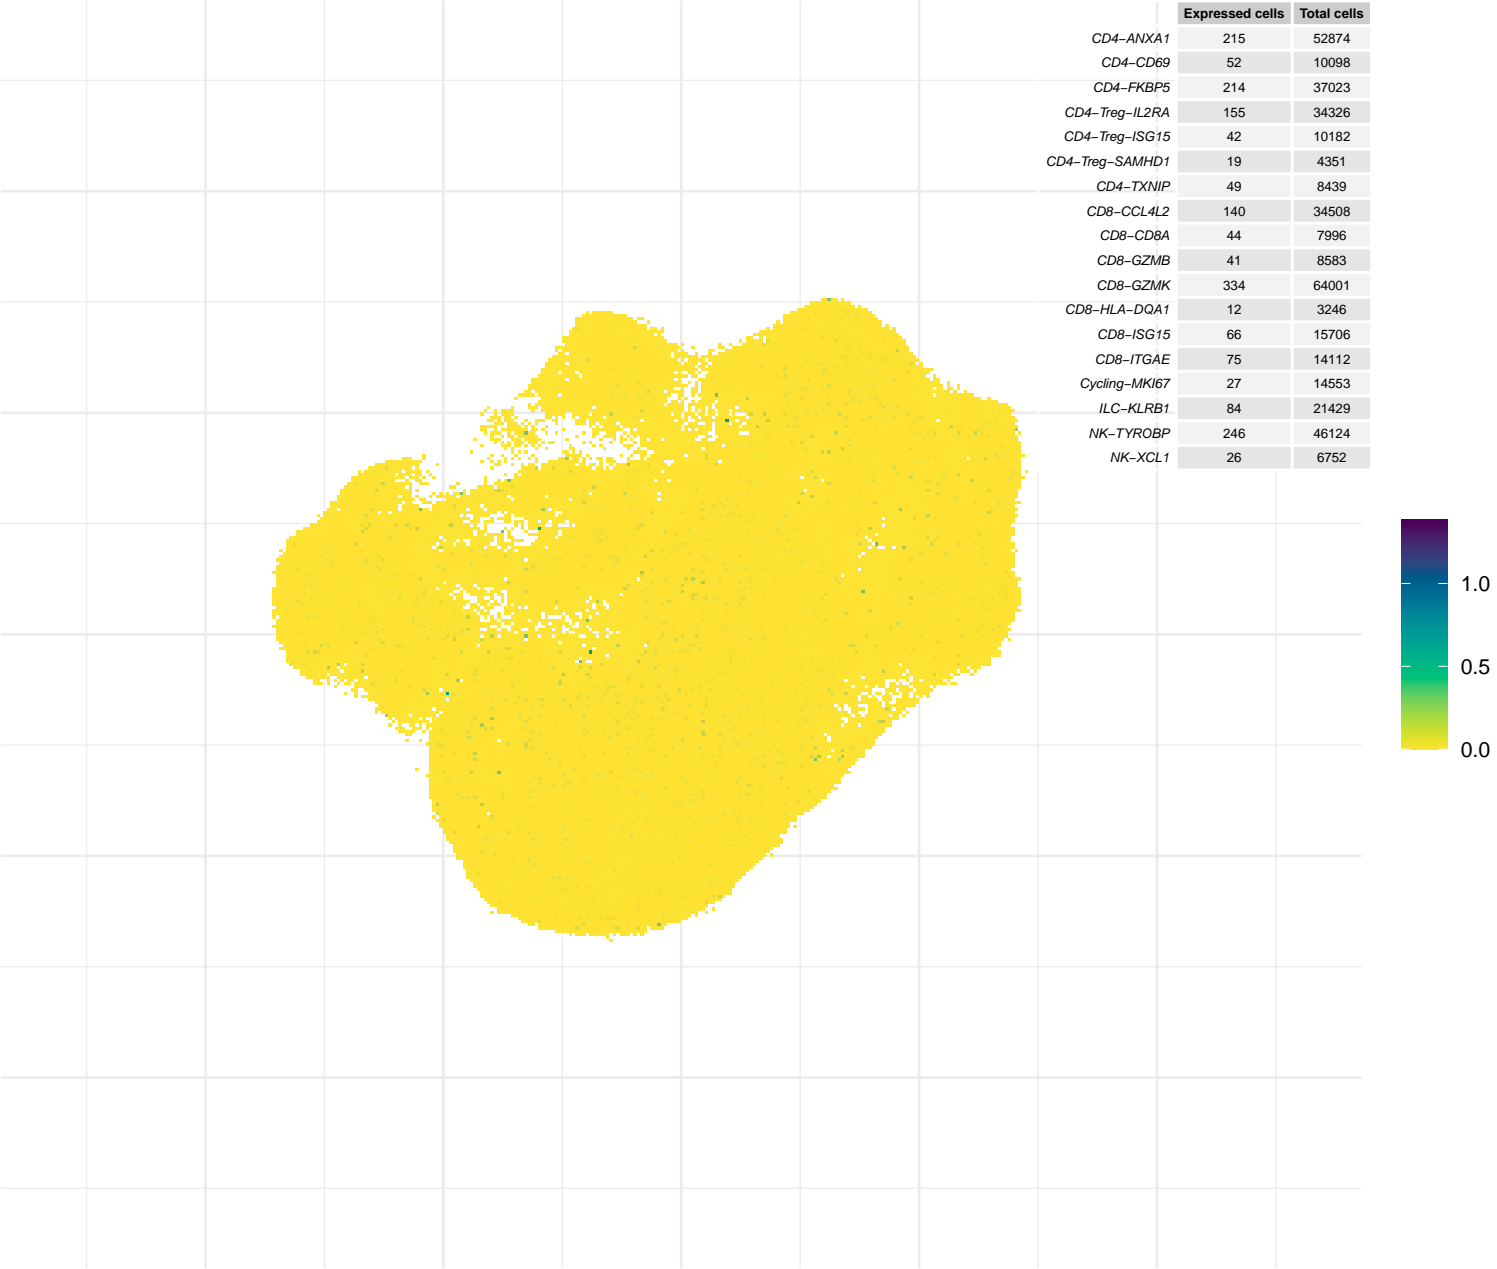 Expressed cells Total cells
CD4−ANXA1 215 52874
CD4−CD69 52 10098
CD4−FKBP5 214 37023
CD4−Treg−IL2RA 155 34326
CD4−Treg−ISG15 42 10182
CD4−Treg−SAMHD1 19 4351
CD4−TXNIP 49 8439
CD8−CCL4L2 140 34508
CD8−CD8A 44 7996
CD8−GZMB 41 8583
CD8−GZMK 334 64001
CD8−HLA−DQA1 12 3246
CD8−ISG15 66 15706
CD8−ITGAE 75 14112
Cycling−MKI67 27 14553
ILC−KLRB1 84 21429
NK−TYROBP 246 46124
NK−XCL1 26 6752
1.0
0.5
0.0